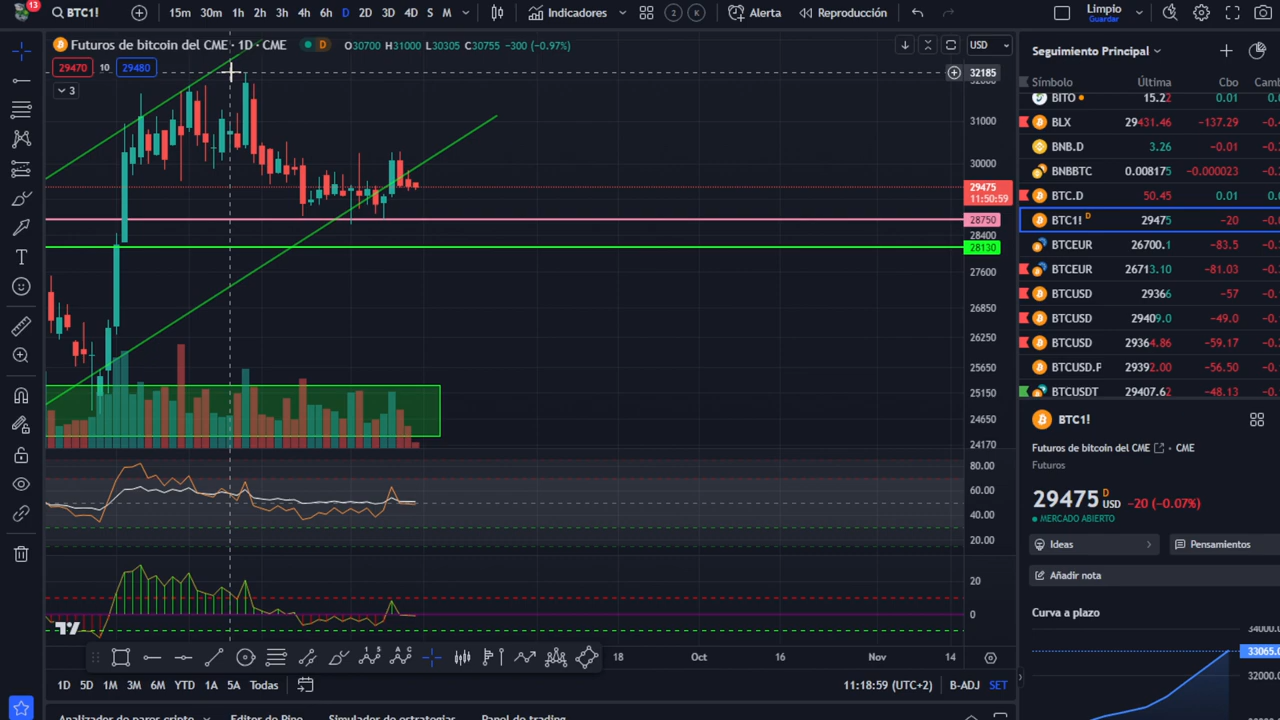 13
BTC1!
15m 30m 1h 2h 3h 4h 6h D 2D 3D 4D S M
Indicadores
2 K
Alerta
Reproducción
Limpio
Guardar
Futuros de bitcoin del CME · 1D · CME
D
O30700 H31000 L30305 C30755 -300 (-0.97%)
USD
29470 10 29480
3
32185
31000
30000
29475
11:50:59
28750
28400
28130
27600
26850
26250
25650
25150
24650
24170
80.00
60.00
40.00
20.00
20
0
18 Oct 16 Nov 14
1D 5D 1M 3M 6M YTD 1A 5A Todas
11:18:59 (UTC+2)
B-ADJ SET
Seguimiento Principal
Símbolo Última Cbo
BITO 15.22 0.01
BLX 29431.46 -137.29
BNB.D 3.26 -0.01
BNBBTC 0.008175 -0.000023
BTC.D 50.45 0.01
BTC1! D 29475 -20
BTCEUR 26700.1 -83.5
BTCEUR 26713.10 -81.03
BTCUSD 29366 -57
BTCUSD 29409.0 -49.0
BTCUSD 29364.86 -59.17
BTCUSD.P 29392.00 -56.50
BTCUSDT 29407.62 -48.13
BTC1!
Futuros de bitcoin del CME · CME
Futuros
29475 D USD -20 (-0.07%)
MERCADO ABIERTO
Ideas
Pensamientos
Añadir nota
Curva a plazo
33065.0
32000.
Editor de Pine
Simulador de estrategias
Panel de trading